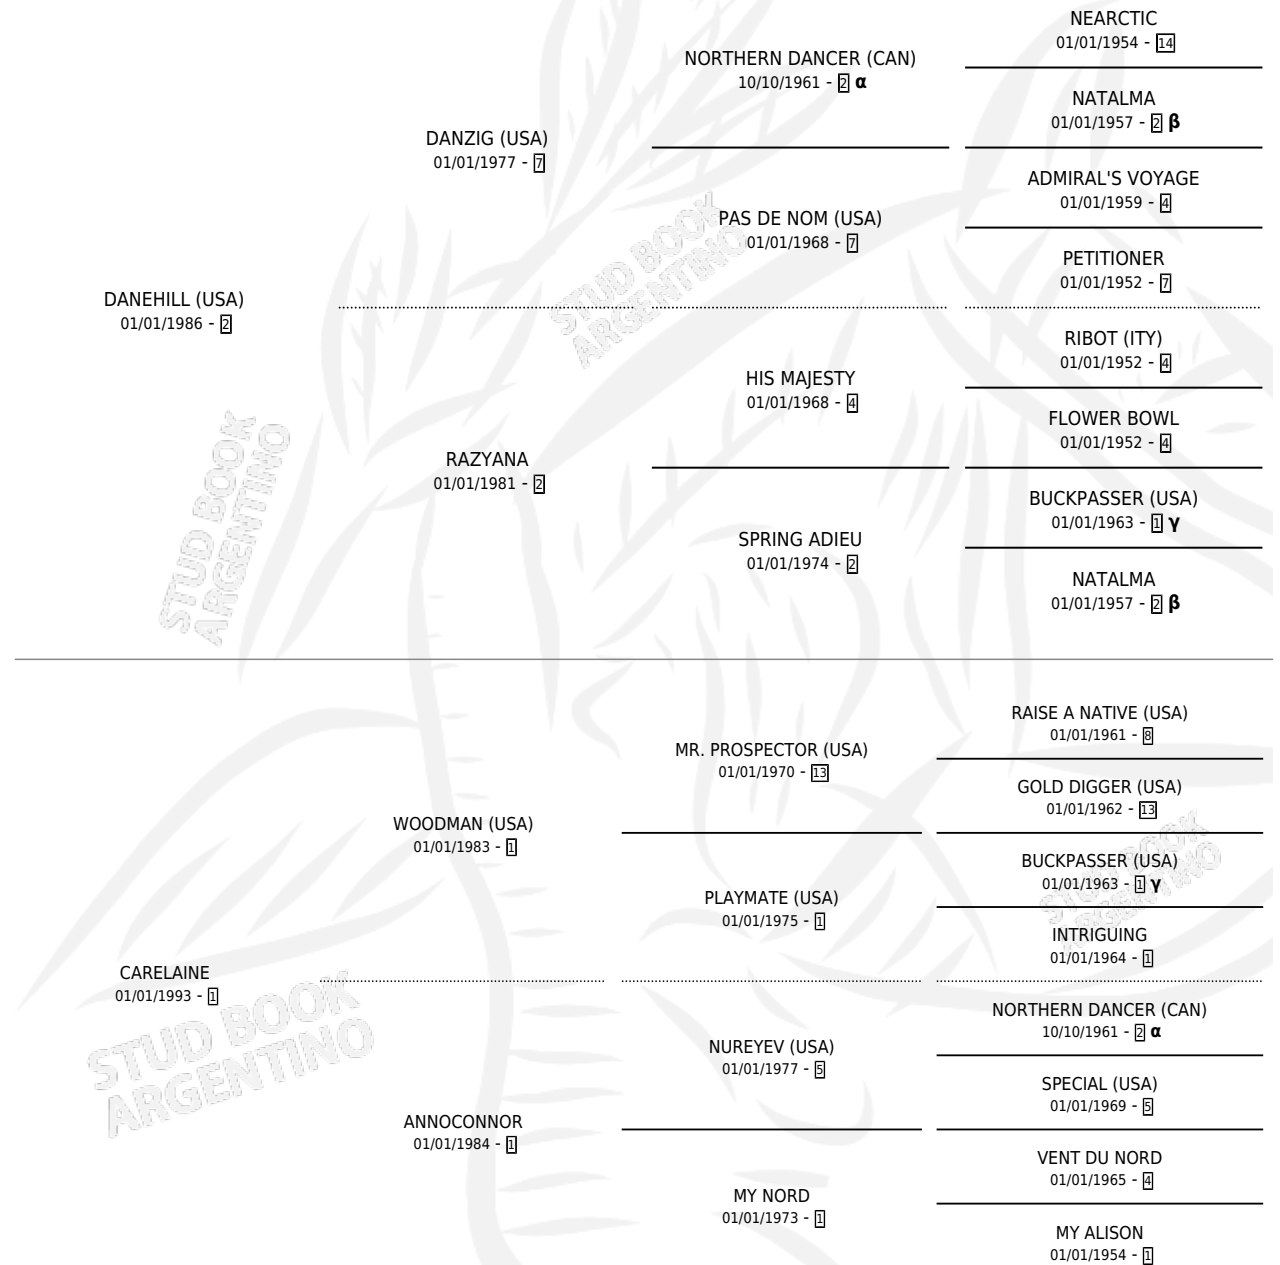 NEARCTIC
01/01/1954 - 14
NORTHERN DANCER (CAN)
10/10/1961 - 2 α
NATALMA
01/01/1957 - 2 β
DANZIG (USA)
01/01/1977 - 7
ADMIRAL'S VOYAGE
01/01/1959 - 4
PAS DE NOM (USA)
01/01/1968 - 7
PETITIONER
01/01/1952 - 7
DANEHILL (USA)
01/01/1986 - 2
STUD BOOK
ARGENTINO
RIBOT (ITY)
01/01/1952 - 4
HIS MAJESTY
01/01/1968 - 4
FLOWER BOWL
01/01/1952 - 4
RAZYANA
01/01/1981 - 2
BUCKPASSER (USA)
01/01/1963 - 1 γ
SPRING ADIEU
01/01/1974 - 2
NATALMA
01/01/1957 - 2 β
STUD BOOK
ARGENTINO
RAISE A NATIVE (USA)
01/01/1961 - 8
MR. PROSPECTOR (USA)
01/01/1970 - 13
GOLD DIGGER (USA)
01/01/1962 - 13
WOODMAN (USA)
01/01/1983 - 1
BUCKPASSER (USA)
01/01/1963 - 1 γ
STUD BOOK
ARGENTINO
PLAYMATE (USA)
01/01/1975 - 1
INTRIGUING
01/01/1964 - 1
CARELAINE
01/01/1993 - 1
STUD BOOK
ARGENTINO
NORTHERN DANCER (CAN)
10/10/1961 - 2 α
NUREYEV (USA)
01/01/1977 - 5
SPECIAL (USA)
01/01/1969 - 5
ANNOCONNOR
01/01/1984 - 1
VENT DU NORD
01/01/1965 - 4
MY NORD
01/01/1973 - 1
MY ALISON
01/01/1954 - 1